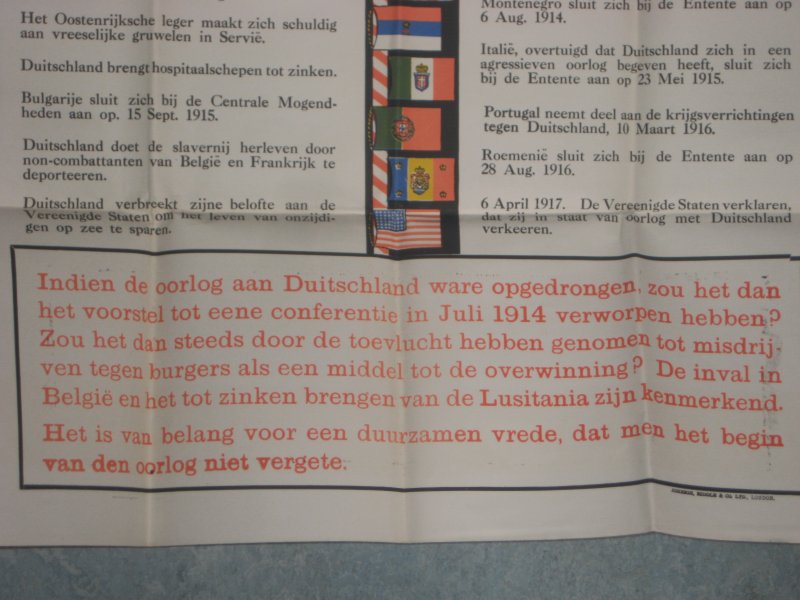 Het Oostenrijksche leger maakt zich schuldig
aan vreeselijke gruwelen in Servië.
Duitschland brengt hospitaalschepen tot zinken.
Bulgarije sluit zich bij de Centrale Mogend-
heden aan op. 15 Sept. 1915.
Duitschland doet de slavernij herleven door
non-combattanten van België en Frankrijk te
deporteeren.
Duitschland verbreekt zijne belofte aan de
Vereenigde Staten om het leven van onzijdi-
gen op zee te sparen.
Montenegro sluit zich bij de Entente aan op
6 Aug. 1914.
Italië, overtuigd dat Duitschland zich in een
agressieven oorlog begeven heeft, sluit zich
bij de Entente aan op 23 Mei 1915.
Portugal neemt deel aan de krijgsverrichtingen
tegen Duitschland, 10 Maart 1916.
Roemenië sluit zich bij de Entente aan op
28 Aug. 1916.
6 April 1917. De Vereenigde Staten verklaren,
dat zij in staat van oorlog met Duitschland
verkeeren.
Indien de oorlog aan Duitschland ware opgedrongen, zou het dan
het voorstel tot eene conferentie in Juli 1914 verworpen hebben?
Zou het dan steeds door de toevlucht hebben genomen tot misdrij-
ven tegen burgers als een middel tot de overwinning? De inval in
België en het tot zinken brengen van de Lusitania zijn kenmerkend.
Het is van belang voor een duurzamen vrede, dat men het begin
van den oorlog niet vergete.
JOHNSON, RIDDLE & CO. LTD., LONDON.